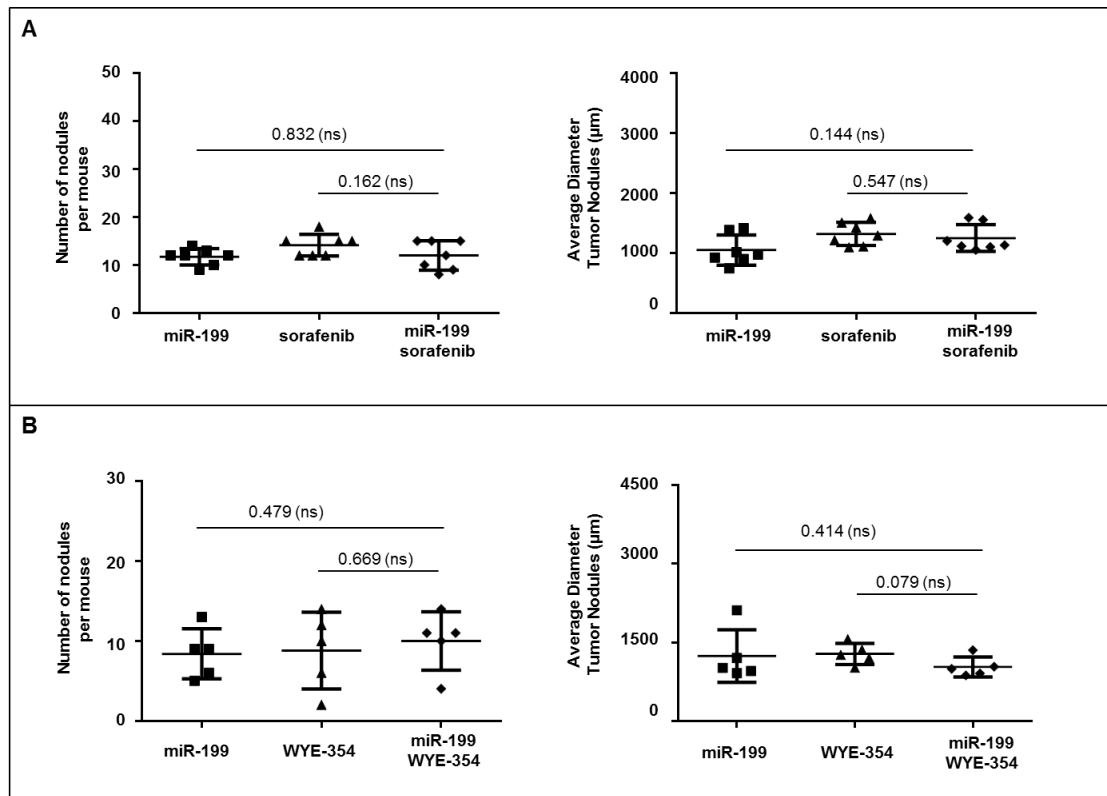 A
Number of nodules
per mouse
50
40
30
20
10
0
0.832 (ns)
0.162 (ns)
miR-199
sorafenib
miR-199
sorafenib
Average Diameter
Tumor Nodules (µm)
4000
3000
2000
1000
0
0.144 (ns)
0.547 (ns)
miR-199
sorafenib
miR-199
sorafenib
B
Number of nodules
per mouse
30
20
10
0
0.479 (ns)
0.669 (ns)
miR-199
WYE-354
miR-199
WYE-354
Average Diameter
Tumor Nodules (µm)
4500
3000
1500
0
0.414 (ns)
0.079 (ns)
miR-199
WYE-354
miR-199
WYE-354